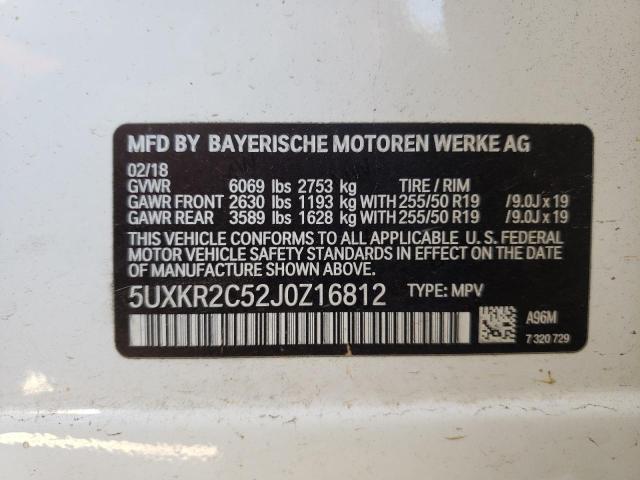 MFD BY BAYERISCHE MOTOREN WERKE AG
02/18
GVWR 6069 lbs 2753 kg TIRE / RIM
GAWR FRONT 2630 lbs 1193 kg WITH 255/50 R19 /9.0J x 19
GAWR REAR 3589 lbs 1628 kg WITH 255/50 R19 /9.0J x 19
THIS VEHICLE CONFORMS TO ALL APPLICABLE U. S. FEDERAL
MOTOR VEHICLE SAFETY STANDARDS IN EFFECT ON THE
DATE OF MANUFACTURE SHOWN ABOVE.
5UXKR2C52J0Z16812 TYPE: MPV
A96M
7 320 729